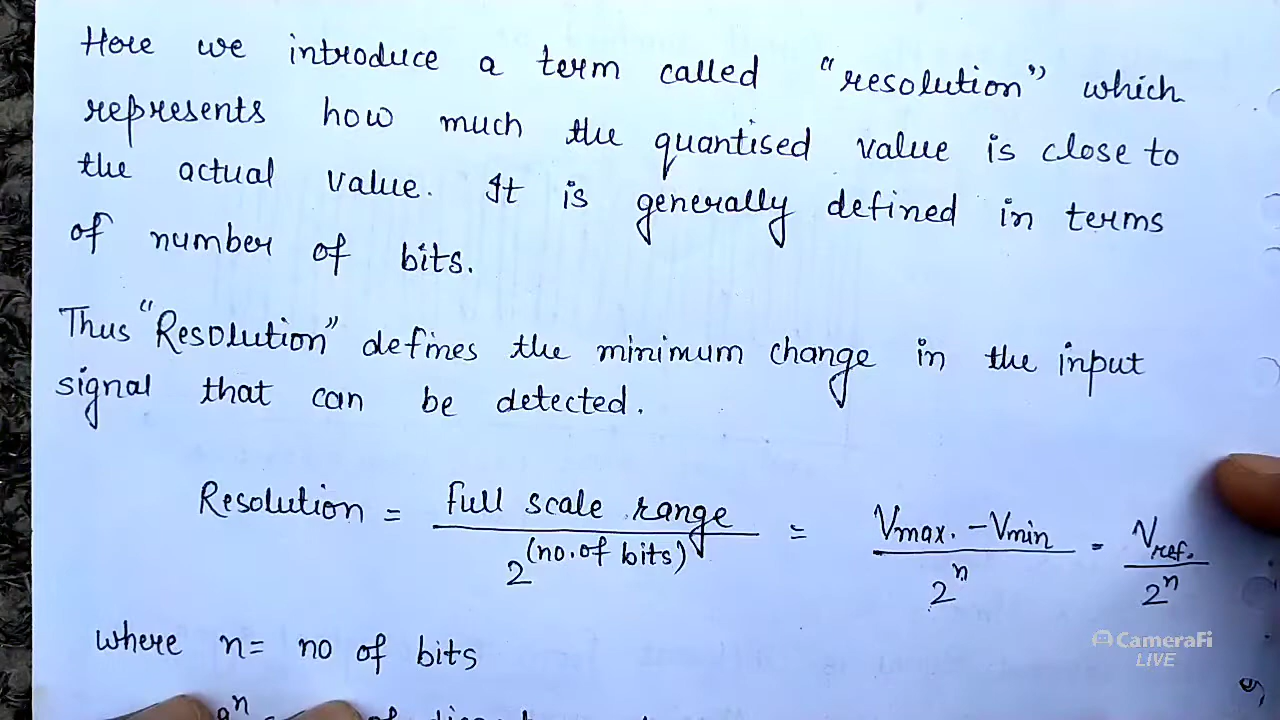 Here we introduce a term called "resolution" which
represents how much the quantised value is close to
the actual value. It is generally defined in terms
of number of bits.
Thus "Resolution" defines the minimum change in the input
signal that can be detected.
Resolution = full scale range / 2^(no. of bits) = Vmax. - Vmin / 2^n = Vref. / 2^n
where n = no of bits
2^n
CameraFi
LIVE